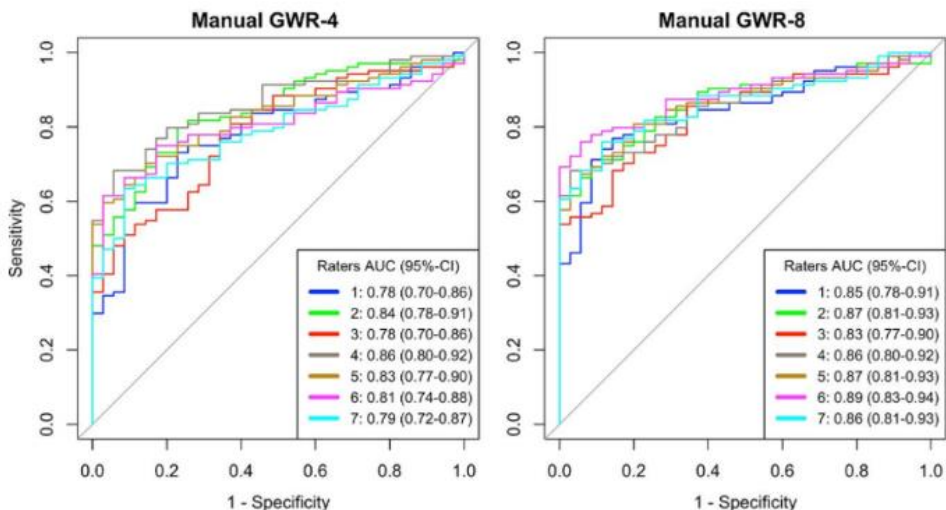 Manual GWR-4
1.0
0.8
0.6
0.4
0.2
0.0
Sensitivity
Raters AUC (95%-CI)
1: 0.78 (0.70-0.86)
2: 0.84 (0.78-0.91)
3: 0.78 (0.70-0.86)
4: 0.86 (0.80-0.92)
5: 0.83 (0.77-0.90)
6: 0.81 (0.74-0.88)
7: 0.79 (0.72-0.87)
0.0 0.2 0.4 0.6 0.8 1.0
1 - Specificity
Manual GWR-8
1.0
0.8
0.6
0.4
0.2
0.0
Raters AUC (95%-CI)
1: 0.85 (0.78-0.91)
2: 0.87 (0.81-0.93)
3: 0.83 (0.77-0.90)
4: 0.86 (0.80-0.92)
5: 0.87 (0.81-0.93)
6: 0.89 (0.83-0.94)
7: 0.86 (0.81-0.93)
0.0 0.2 0.4 0.6 0.8 1.0
1 - Specificity